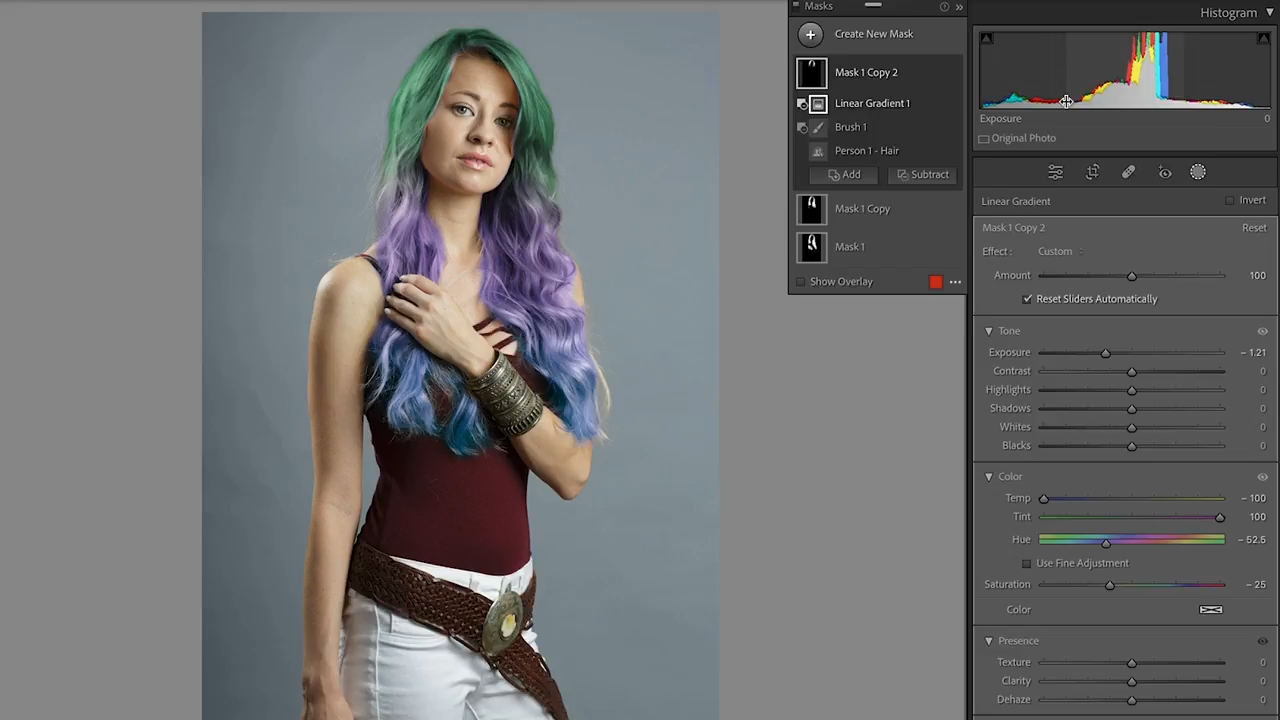 Masks
Create New Mask
Mask 1 Copy 2
Linear Gradient 1
Brush 1
Person 1 - Hair
Add
Subtract
Mask 1 Copy
Mask 1
Show Overlay
Histogram
Exposure 0
Original Photo
Linear Gradient Invert
Mask 1 Copy 2 Reset
Effect : Custom
Amount 100
Reset Sliders Automatically
Tone
Exposure – 1.21
Contrast 0
Highlights 0
Shadows 0
Whites 0
Blacks 0
Color
Temp – 100
Tint 100
Hue – 52.5
Use Fine Adjustment
Saturation – 25
Color
Presence
Texture 0
Clarity 0
Dehaze 0